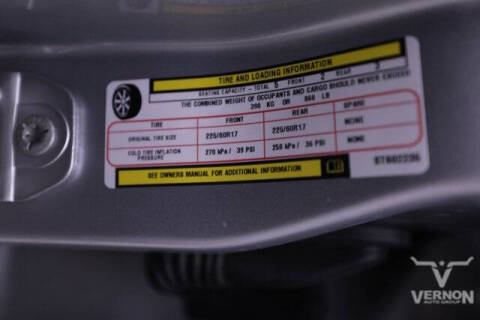 TIRE AND LOADING INFORMATION
SEATING CAPACITY - TOTAL 5 FRONT 2 REAR 3
THE COMBINED WEIGHT OF OCCUPANTS AND CARGO SHOULD NEVER EXCEED
390 KG OR 860 LB
TIRE FRONT REAR SPARE
ORIGINAL TIRE SIZE 225/60R17 225/60R17 NONE
COLD TIRE INFLATION PRESSURE 270 kPa / 39 PSI 250 kPa / 36 PSI NONE
SEE OWNERS MANUAL FOR ADDITIONAL INFORMATION
VERNON
AUTO GROUP